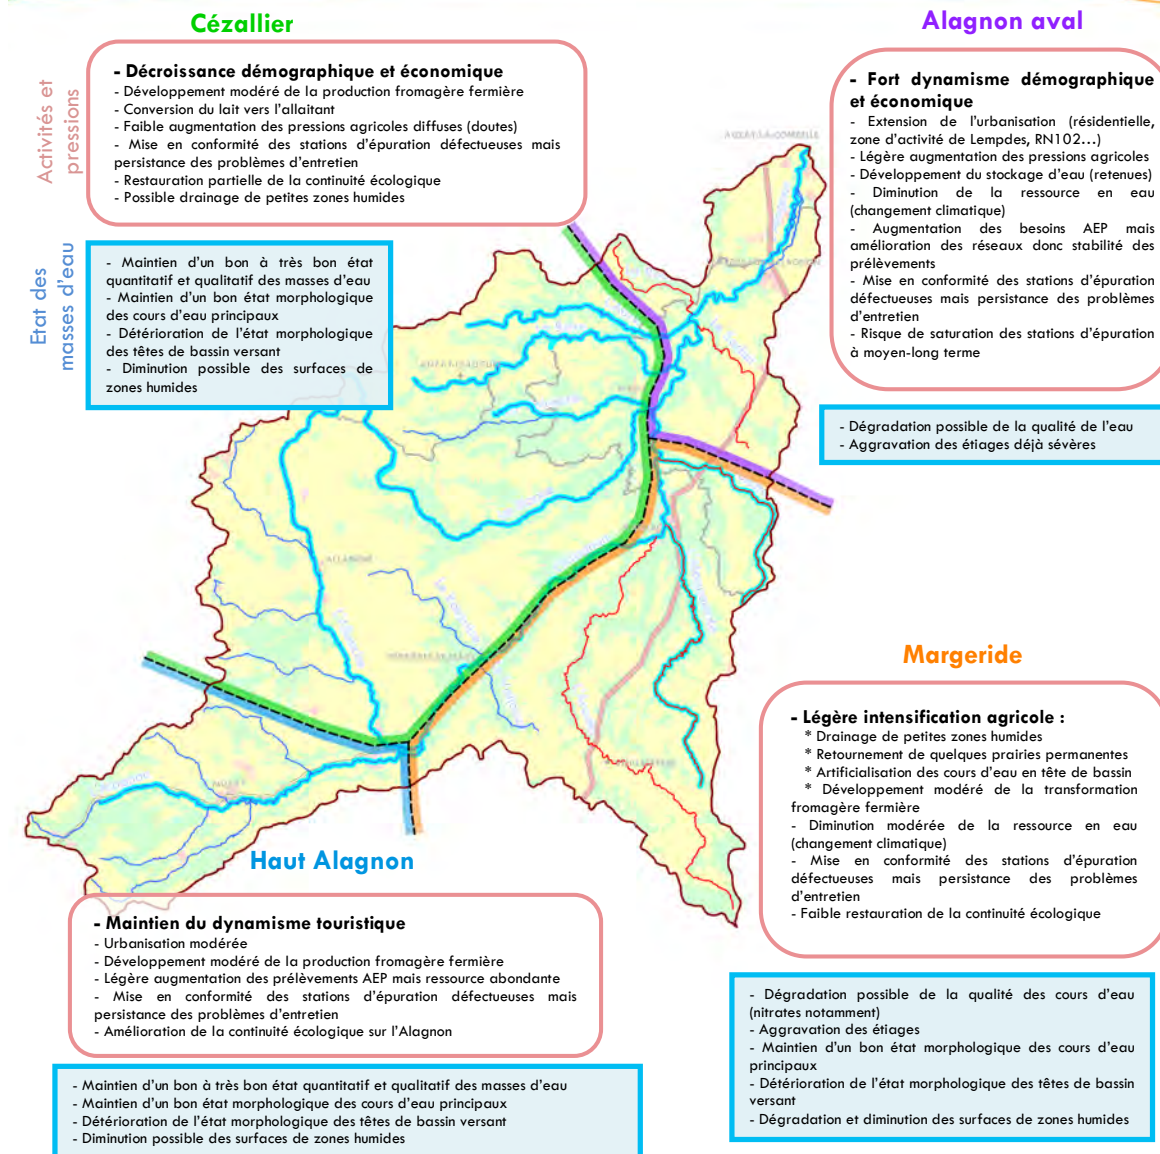 Cézallier
Alagnon aval
Activités et
pressions
- Décroissance démographique et économique
- Développement modéré de la production fromagère fermière
- Conversion du lait vers l'allaitant
- Faible augmentation des pressions agricoles diffuses (doutes)
- Mise en conformité des stations d'épuration défectueuses mais
persistance des problèmes d'entretien
- Restauration partielle de la continuité écologique
- Possible drainage de petites zones humides
- Fort dynamisme démographique
et économique
- Extension de l'urbanisation (résidentielle,
zone d'activité de Lempdes, RN102...)
- Légère augmentation des pressions agricoles
- Développement du stockage d'eau (retenues)
- Diminution de la ressource en eau
(changement climatique)
- Augmentation des besoins AEP mais
amélioration des réseaux donc stabilité des
prélèvements
- Mise en conformité des stations d'épuration
défectueuses mais persistance des problèmes
d'entretien
- Risque de saturation des stations d'épuration
à moyen-long terme
Etat des
masses d'eau
- Maintien d'un bon à très bon état
quantitatif et qualitatif des masses d'eau
- Maintien d'un bon état morphologique
des cours d'eau principaux
- Détérioration de l'état morphologique
des têtes de bassin versant
- Diminution possible des surfaces de
zones humides
- Dégradation possible de la qualité de l'eau
- Aggravation des étiages déjà sévères
Margeride
- Légère intensification agricole :
* Drainage de petites zones humides
* Retournement de quelques prairies permanentes
* Artificialisation des cours d'eau en tête de bassin
* Développement modéré de la transformation
fromagère fermière
- Diminution modérée de la ressource en eau
(changement climatique)
- Mise en conformité des stations d'épuration
défectueuses mais persistance des problèmes
d'entretien
- Faible restauration de la continuité écologique
Haut Alagnon
- Maintien du dynamisme touristique
- Urbanisation modérée
- Développement modéré de la production fromagère fermière
- Légère augmentation des prélèvements AEP mais ressource abondante
- Mise en conformité des stations d'épuration défectueuses mais
persistance des problèmes d'entretien
- Amélioration de la continuité écologique sur l'Alagnon
- Dégradation possible de la qualité des cours d'eau
(nitrates notamment)
- Aggravation des étiages
- Maintien d'un bon état morphologique des cours d'eau
principaux
- Détérioration de l'état morphologique des têtes de bassin
versant
- Dégradation et diminution des surfaces de zones humides
- Maintien d'un bon à très bon état quantitatif et qualitatif des masses d'eau
- Maintien d'un bon état morphologique des cours d'eau principaux
- Détérioration de l'état morphologique des têtes de bassin versant
- Diminution possible des surfaces de zones humides